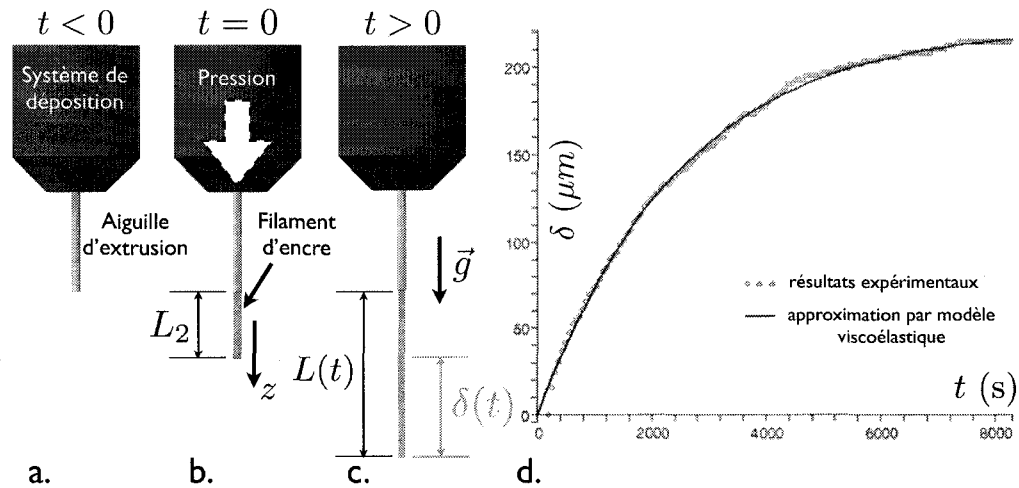 t < 0
t = 0
t > 0
Système de
déposition
Pression
Aiguille
d'extrusion
Filament
d'encre
L₂
z
L(t)
g⃗
δ(t)
a.
b.
c.
d.
200
150
100
50
0
δ (μm)
résultats expérimentaux
approximation par modèle
viscoélastique
t (s)
0
2000
4000
6000
8000